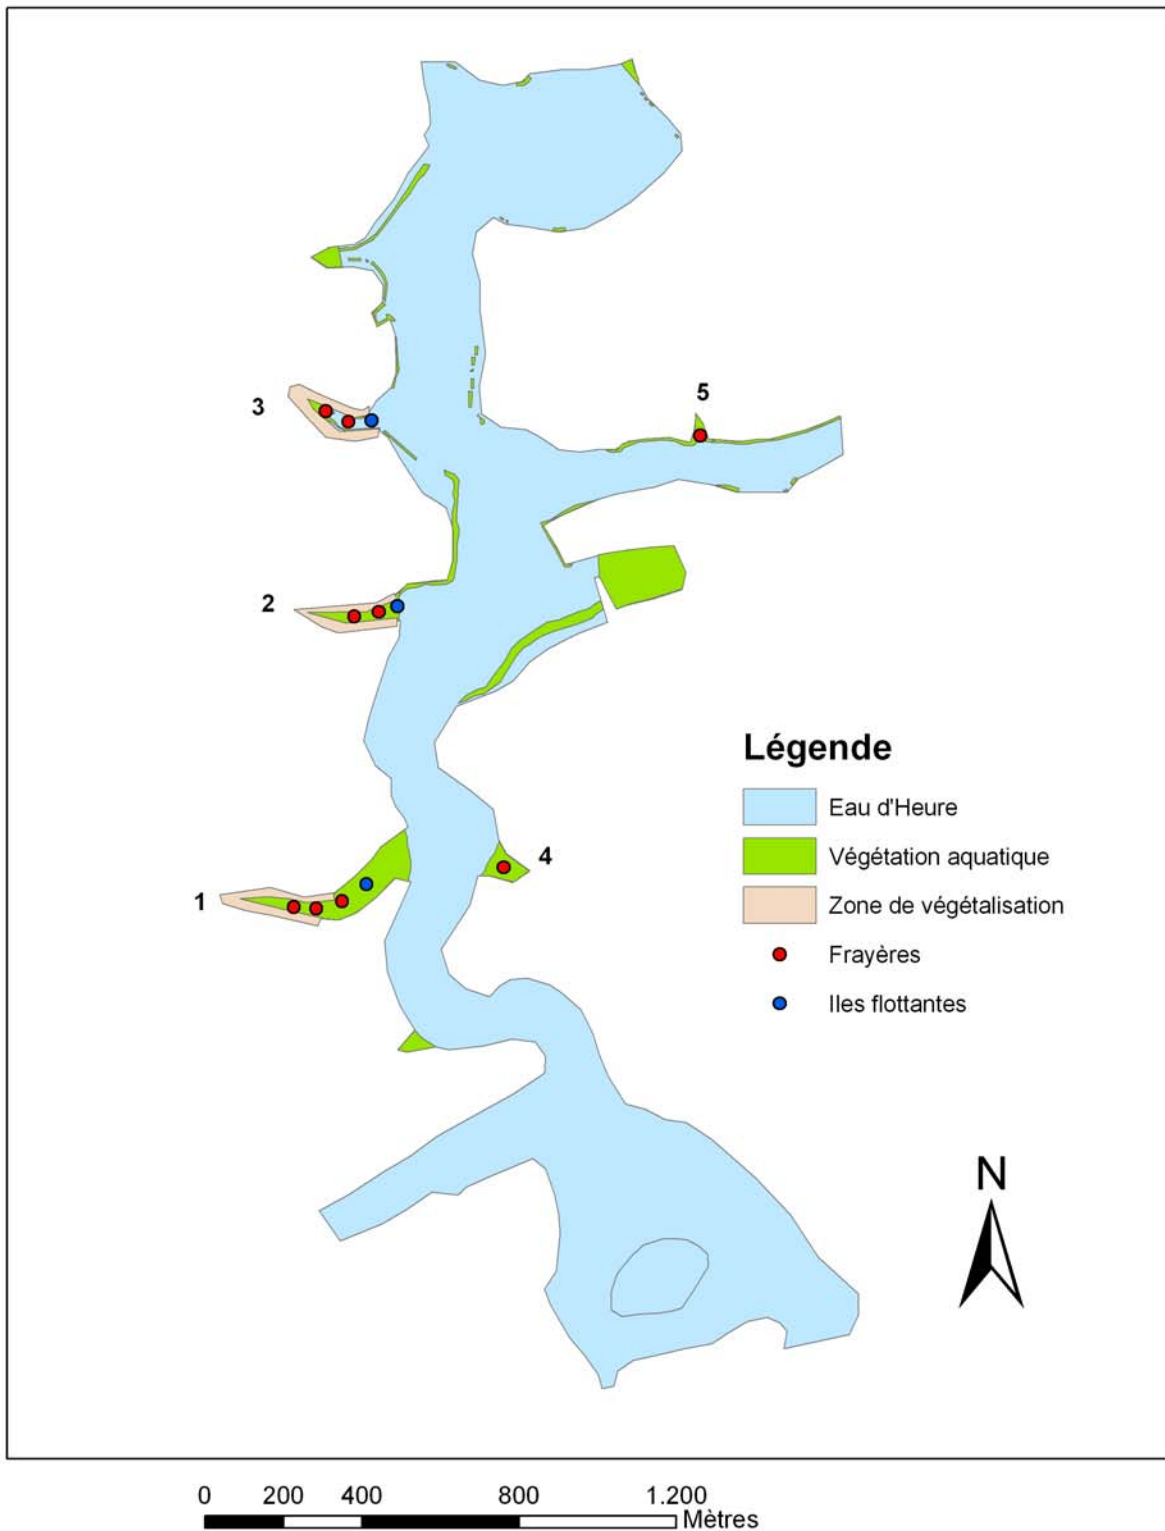 3
5
2
Légende
Eau d'Heure
4
Végétation aquatique
1
Zone de végétalisation
Frayères
Iles flottantes
N
0 200 400 800 1.200
Mètres